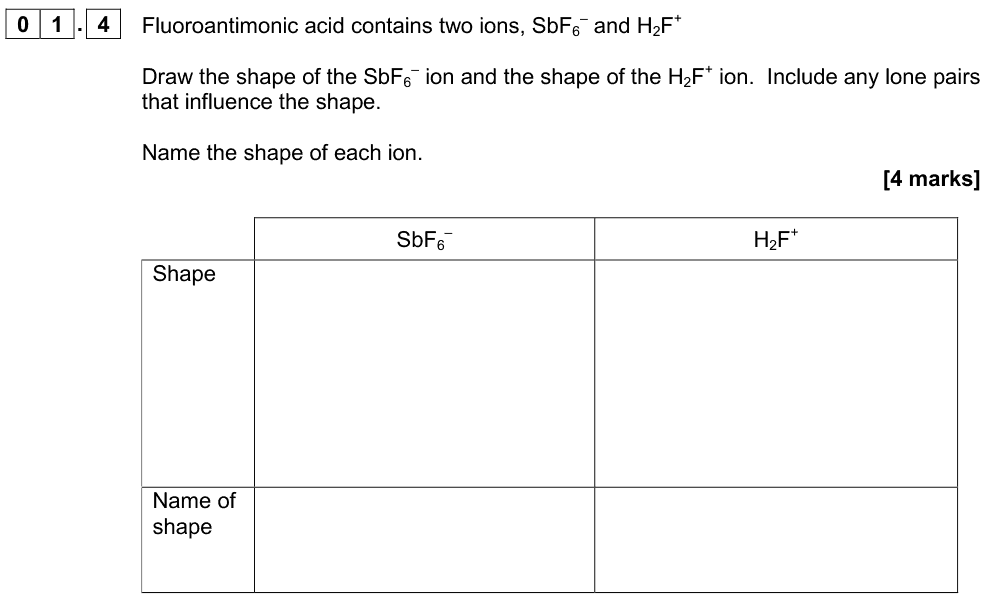 0 1 . 4 Fluoroantimonic acid contains two ions, SbF₆⁻ and H₂F⁺
Draw the shape of the SbF₆⁻ ion and the shape of the H₂F⁺ ion. Include any lone pairs
that influence the shape.
Name the shape of each ion.
[4 marks]
SbF₆⁻ H₂F⁺
Shape
Name of
shape